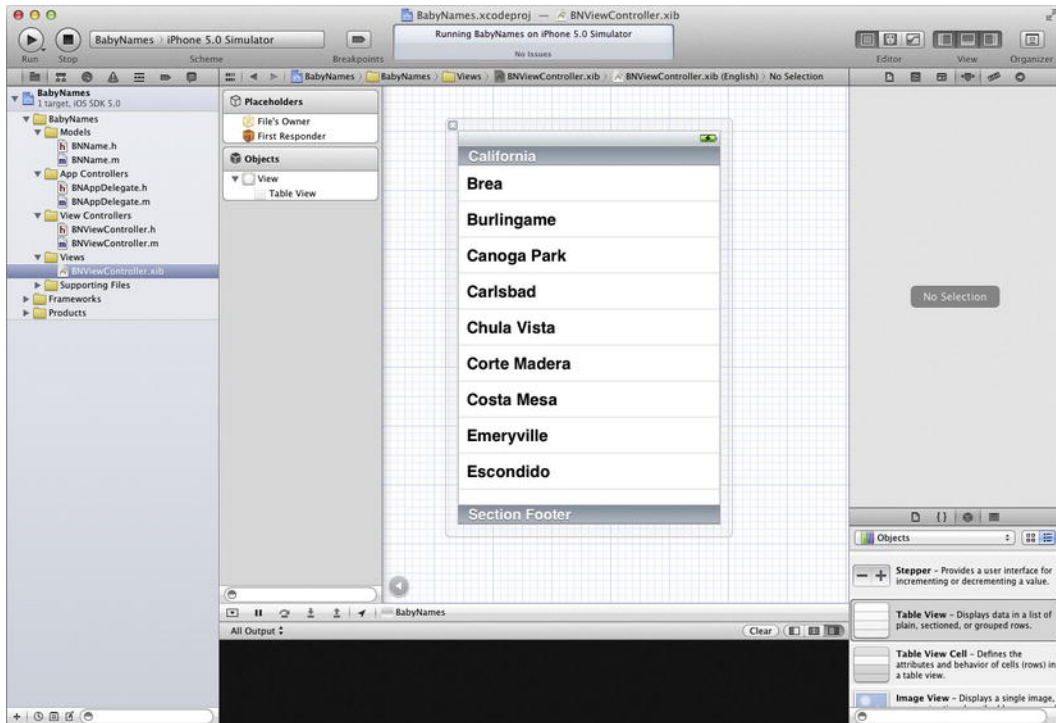 BabyNames.xcodeproj — BNViewController.xib
BabyNames › iPhone 5.0 Simulator
Running BabyNames on iPhone 5.0 Simulator
No Issues
Run Stop Scheme Breakpoints Editor View Organizer
BabyNames › BabyNames › Views › BNViewController.xib › BNViewController.xib (English) › No Selection
BabyNames
1 target, iOS SDK 5.0
BabyNames
Models
h BNName.h
m BNName.m
App Controllers
h BNAppDelegate.h
m BNAppDelegate.m
View Controllers
h BNViewController.h
m BNViewController.m
Views
BNViewController.xib
Supporting Files
Frameworks
Products
Placeholders
File's Owner
First Responder
Objects
View
Table View
California
Brea
Burlingame
Canoga Park
Carlsbad
Chula Vista
Corte Madera
Costa Mesa
Emeryville
Escondido
Section Footer
BabyNames
All Output
Clear
No Selection
{ }
Objects
Stepper – Provides a user interface for
incrementing or decrementing a value.
Table View – Displays data in a list of
plain, sectioned, or grouped rows.
Table View Cell – Defines the
attributes and behavior of cells (rows) in
a table view.
Image View – Displays a single image,